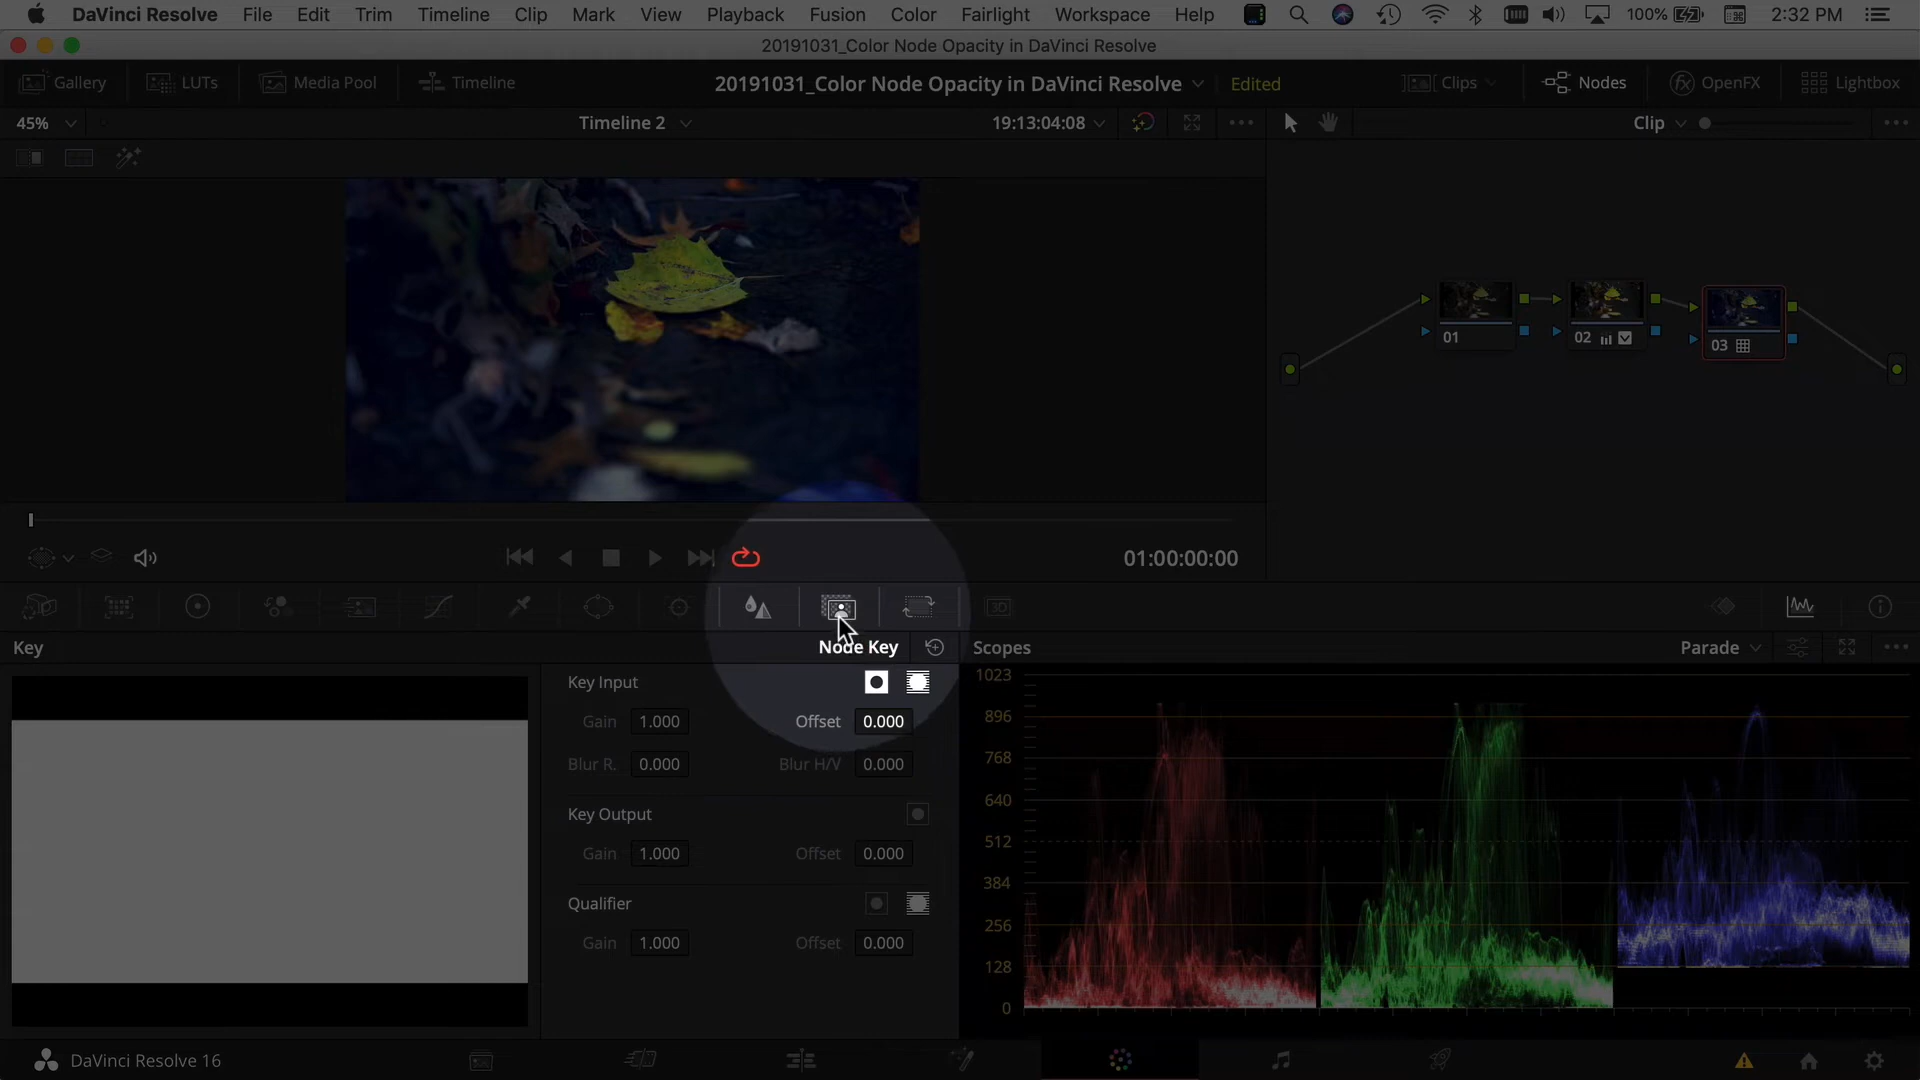 DaVinci Resolve File Edit Trim Timeline Clip Mark View Playback Fusion Color Fairlight Workspace Help 100% 2:32 PM
20191031_Color Node Opacity in DaVinci Resolve
Gallery LUTs Media Pool Timeline 20191031_Color Node Opacity in DaVinci Resolve Edited Clips Nodes fx OpenFX Lightbox
45% Timeline 2 19:13:04:08 Clip
01 02 03
01:00:00:00
3D
Key Node Key Scopes Parade
Key Input
Gain 1.000 Offset 0.000
Blur R. 0.000 Blur H/V 0.000
Key Output
Gain 1.000 Offset 0.000
Qualifier
Gain 1.000 Offset 0.000
1023
896
768
640
512
384
256
128
0
DaVinci Resolve 16